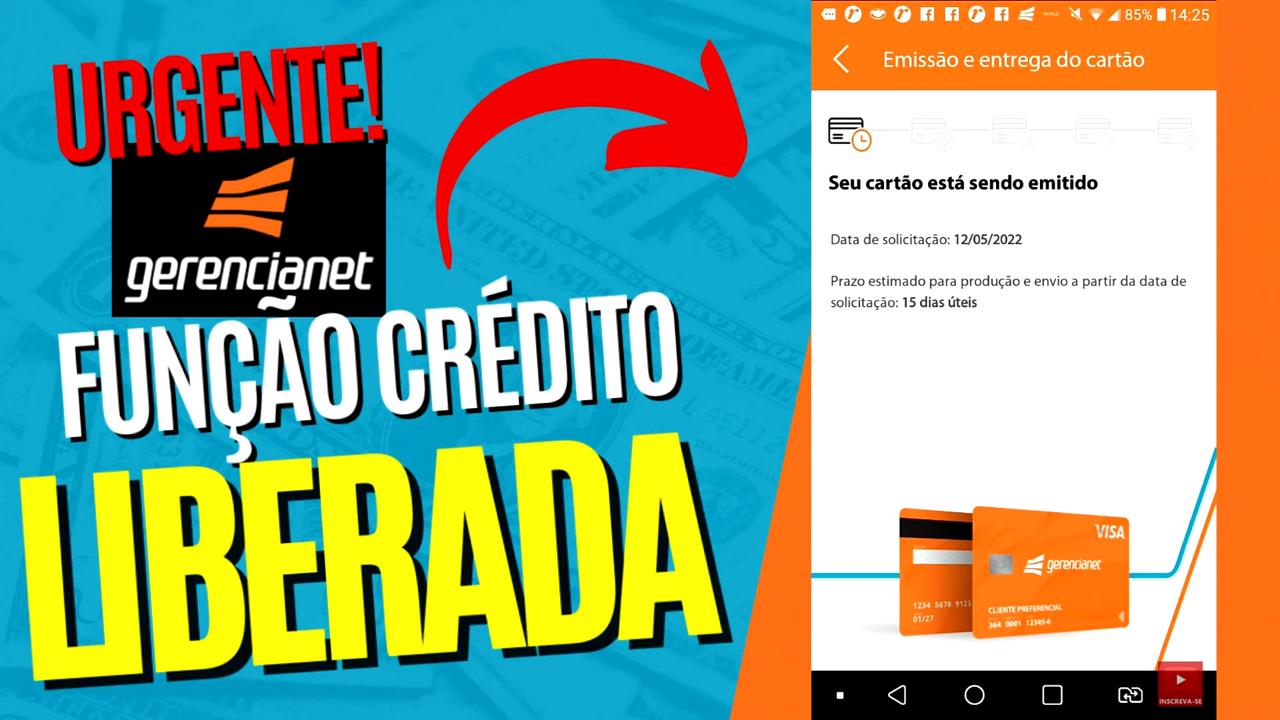 URGENTE!
gerencianet
FUNÇÃO CRÉDITO
LIBERADA
85% 14:25
Emissão e entrega do cartão
Seu cartão está sendo emitido
Data de solicitação: 12/05/2022
Prazo estimado para produção e envio a partir da data de
solicitação: 15 dias úteis
VISA
gerencianet
1234 5678 9123
01/27
CLIENTE PREFERENCIAL
364 0001 12345-6
INSCREVA-SE